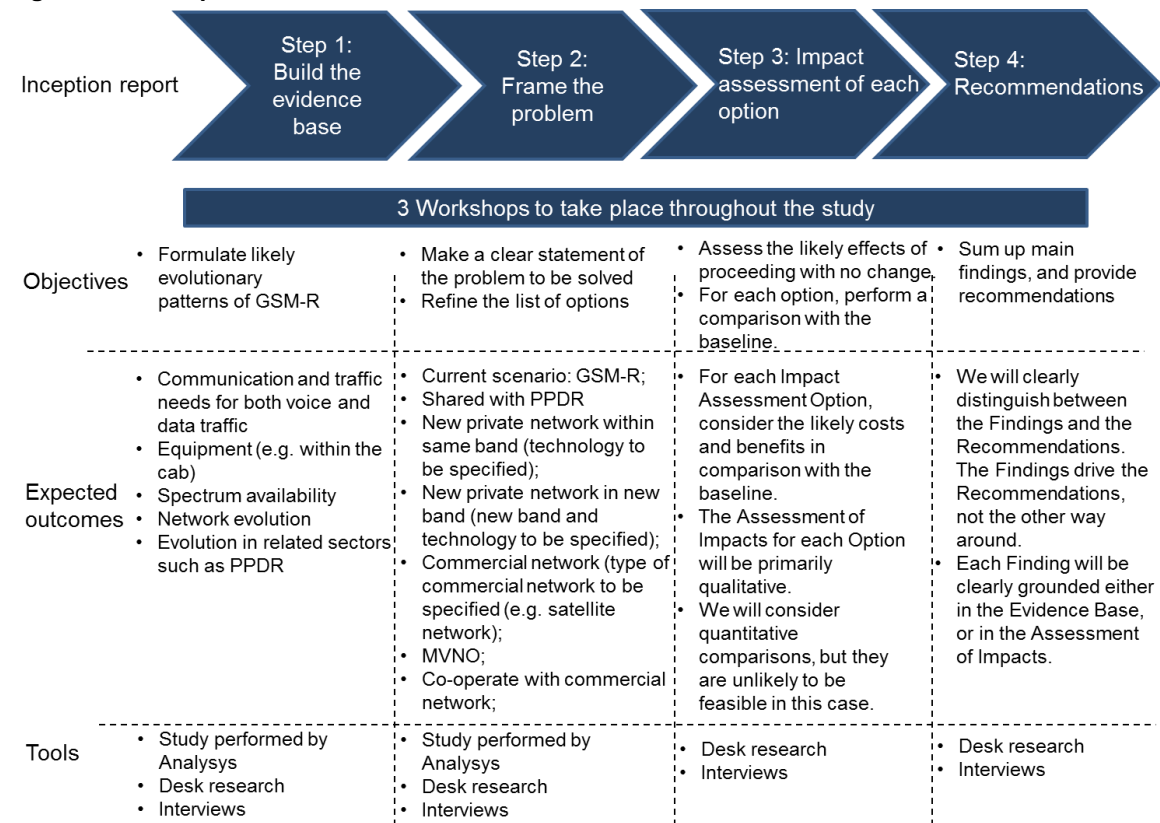 Inception report
Step 1:
Build the
evidence
base
Step 2:
Frame the
problem
Step 3: Impact
assessment of each
option
Step 4:
Recommendations
3 Workshops to take place throughout the study
Objectives
• Formulate likely
evolutionary
patterns of GSM-R
• Make a clear statement of
the problem to be solved
• Refine the list of options
• Assess the likely effects of
proceeding with no change
• For each option, perform a
comparison with the
baseline.
• Sum up main
findings, and provide
recommendations
Expected
outcomes
• Communication and traffic
needs for both voice and
data traffic
• Equipment (e.g. within the
cab)
• Spectrum availability
• Network evolution
• Evolution in related sectors
such as PPDR
• Current scenario: GSM-R;
• Shared with PPDR
• New private network within
same band (technology to
be specified);
• New private network in new
band (new band and
technology to be specified);
• Commercial network (type of
commercial network to be
specified (e.g. satellite
network);
• MVNO;
• Co-operate with commercial
network;
• For each Impact
Assessment Option,
consider the likely costs
and benefits in
comparison with the
baseline.
• The Assessment of
Impacts for each Option
will be primarily
qualitative.
• We will consider
quantitative
comparisons, but they
are unlikely to be
feasible in this case.
• We will clearly
distinguish between
the Findings and the
Recommendations.
The Findings drive the
Recommendations,
not the other way
around.
• Each Finding will be
clearly grounded either
in the Evidence Base,
or in the Assessment
of Impacts.
Tools
• Study performed by
Analysys
• Desk research
• Interviews
• Study performed by
Analysys
• Desk research
• Interviews
• Desk research
• Interviews
• Desk research
• Interviews